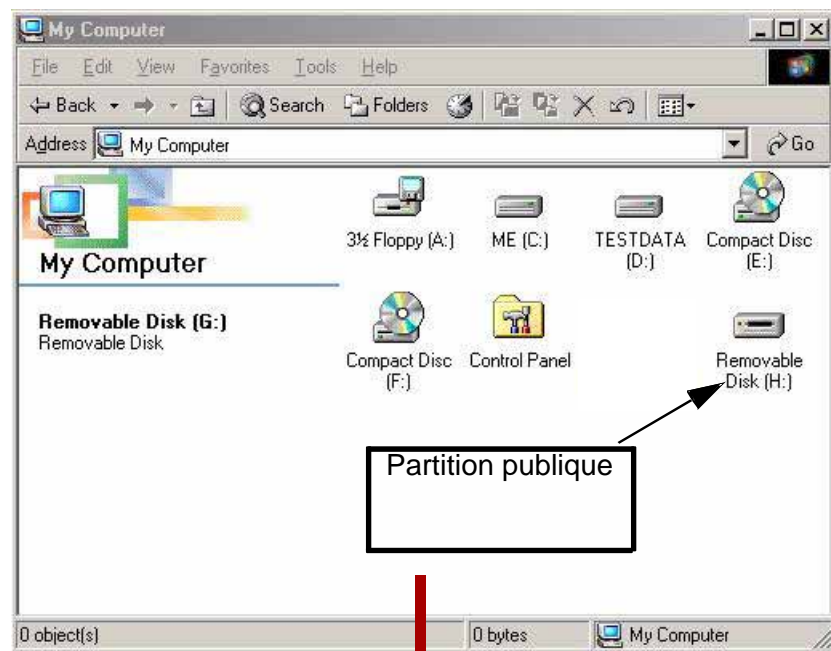 My Computer
File Edit View Favorites Tools Help
Back Search Folders
Address My Computer Go
My Computer
Removable Disk (G:)
Removable Disk
3½ Floppy (A:)
ME (C:)
TESTDATA
(D:)
Compact Disc
(E:)
Compact Disc
(F:)
Control Panel
Removable
Disk (H:)
Partition publique
0 object(s) 0 bytes My Computer